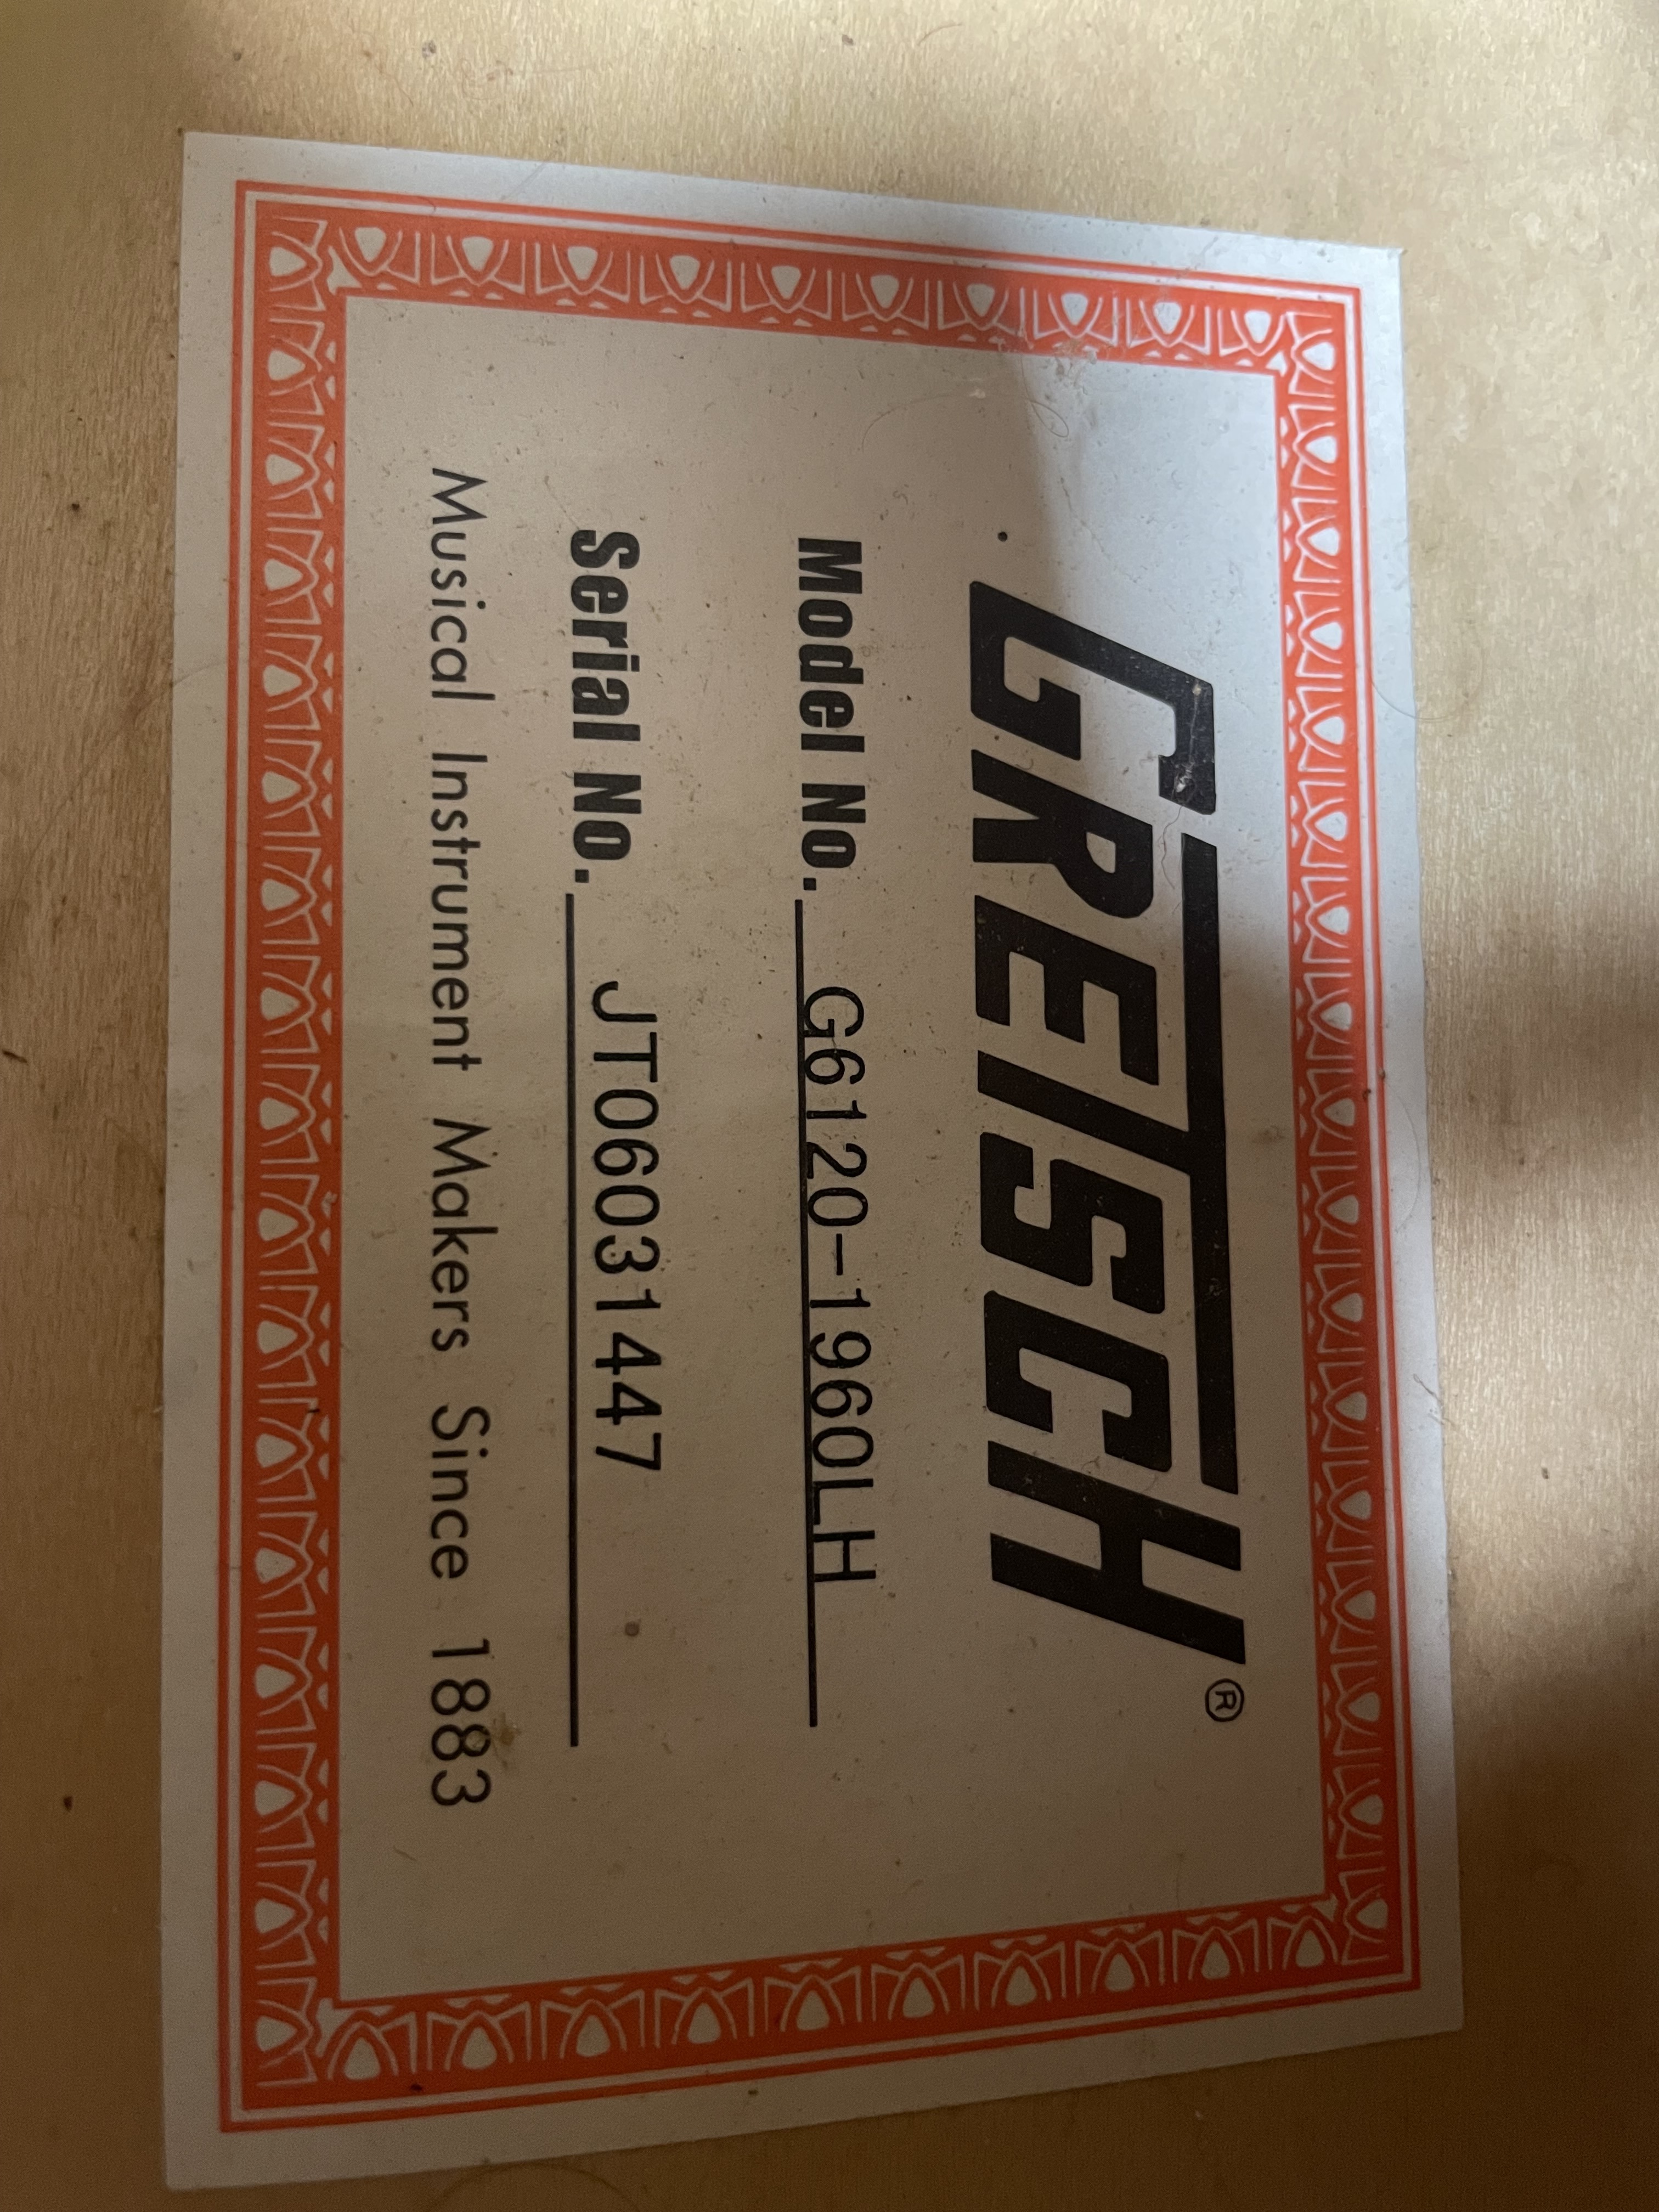 GRETSCH®
Model No. G6120-1960LH
Serial No. JT06031447
Musical Instrument Makers Since 1883